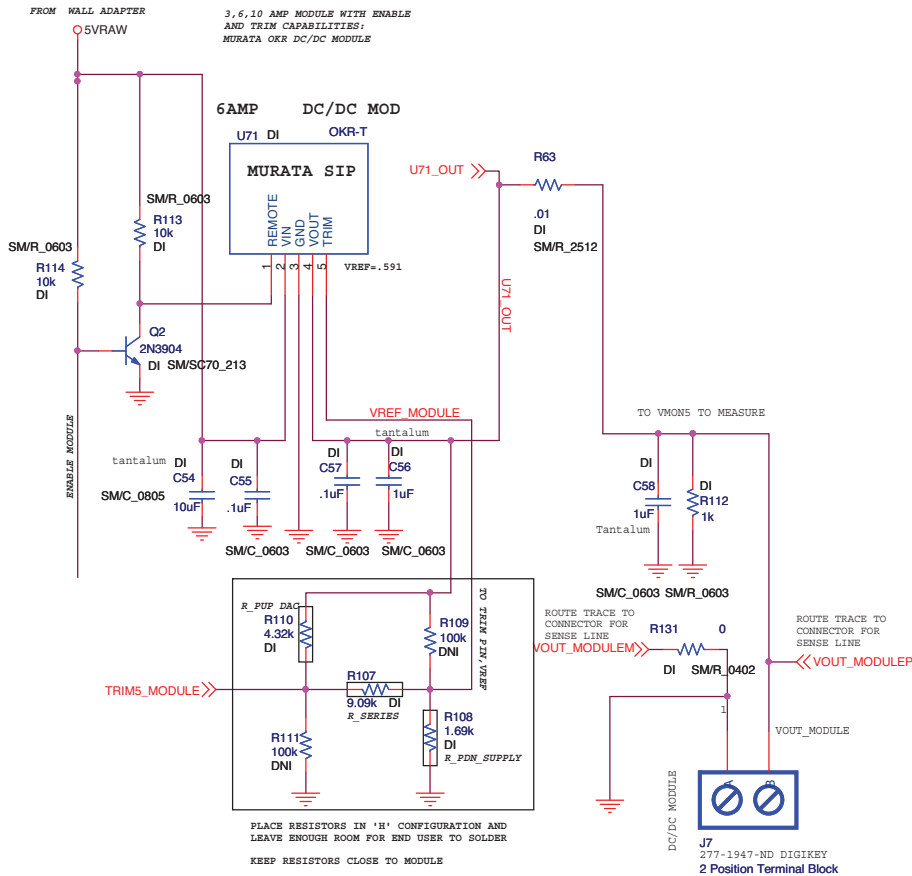 FROM WALL ADAPTER
5VRAW
3,6,10 AMP MODULE WITH ENABLE
AND TRIM CAPABILITIES:
MURATA OKR DC/DC MODULE
6AMP DC/DC MOD
U71 DI OKR-T
MURATA SIP
REMOTE
VIN
GND
VOUT
TRIM
1
2
3
4
5
VREF=.591
SM/R_0603
R113
10k
DI
SM/R_0603
R114
10k
DI
Q2
2N3904
DI SM/SC70_213
ENABLE MODULE
U71_OUT
R63
.01
DI
SM/R_2512
U71_OUT
VREF_MODULE
tantalum
TO VMON5 TO MEASURE
tantalum
DI
C54
10uF
SM/C_0805
DI
C55
.1uF
SM/C_0603
DI
C57
.1uF
SM/C_0603
DI
C56
1uF
SM/C_0603
DI
C58
1uF
Tantalum
SM/C_0603
DI
R112
1k
SM/R_0603
R_PUP DAC
R110
4.32k
DI
R109
100k
DNI
TO TRIM PIN,VREF
TRIM5_MODULE
R107
9.09k DI
R_SERIES
R111
100k
DNI
R108
1.69k
DI
R_PDN_SUPPLY
PLACE RESISTORS IN 'H' CONFIGURATION AND
LEAVE ENOUGH ROOM FOR END USER TO SOLDER
KEEP RESISTORS CLOSE TO MODULE
ROUTE TRACE TO
CONNECTOR FOR
SENSE LINE
VOUT_MODULEM
R131 0
DI SM/R_0402
ROUTE TRACE TO
CONNECTOR FOR
SENSE LINE
VOUT_MODULEP
1
VOUT_MODULE
DC/DC MODULE
A
B
J7
277-1947-ND DIGIKEY
2 Position Terminal Block